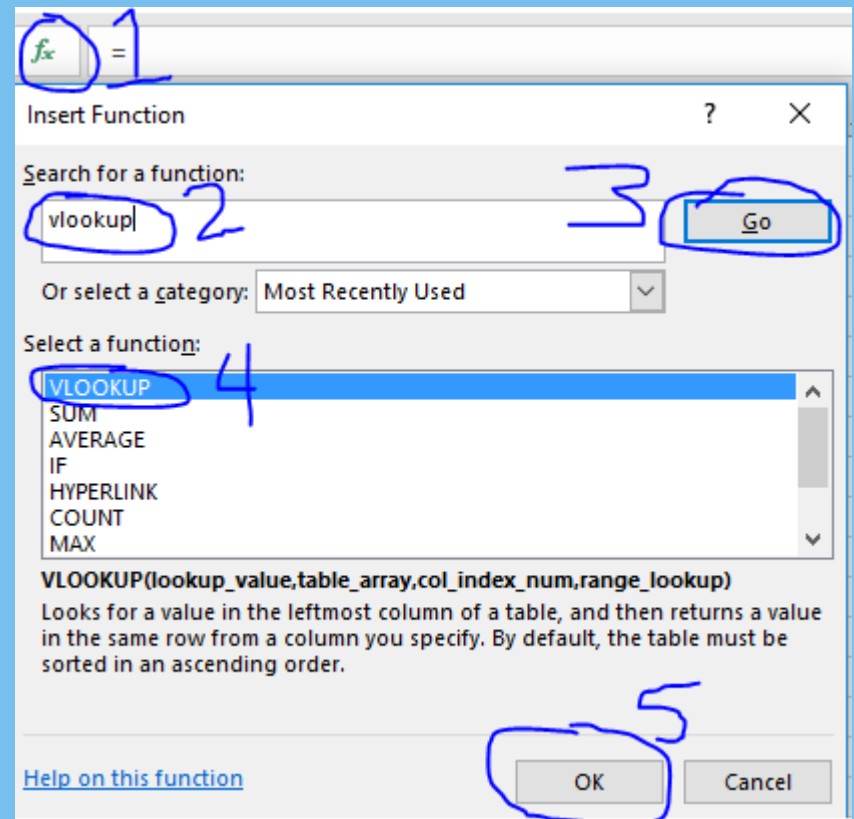 fx = 1
Insert Function ? ×
Search for a function:
vlookup 2 3 Go
Or select a category: Most Recently Used
Select a function:
VLOOKUP 4
SUM
AVERAGE
IF
HYPERLINK
COUNT
MAX
VLOOKUP(lookup_value,table_array,col_index_num,range_lookup)
Looks for a value in the leftmost column of a table, and then returns a value
in the same row from a column you specify. By default, the table must be
sorted in an ascending order.
5
Help on this function OK Cancel